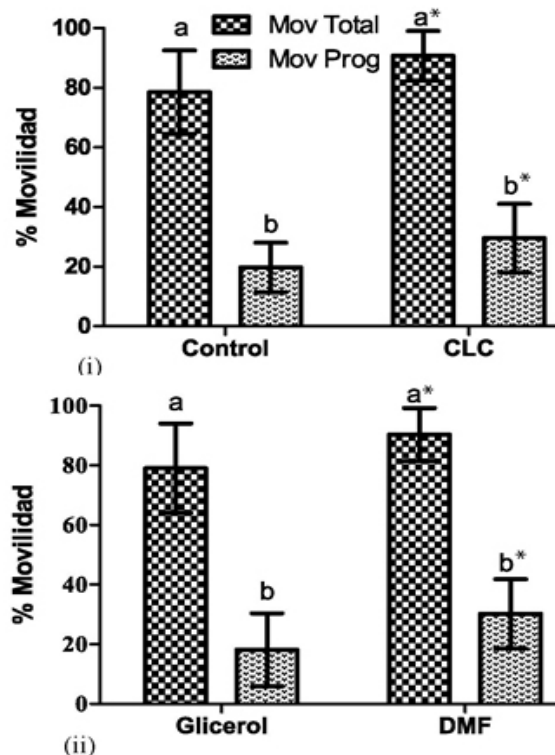 100
80
60
40
20
0
% Movilidad
Mov Total
Mov Prog
a
b
a*
b*
Control
CLC
(i)
100
80
60
40
20
0
% Movilidad
a
b
a*
b*
Glicerol
DMF
(ii)